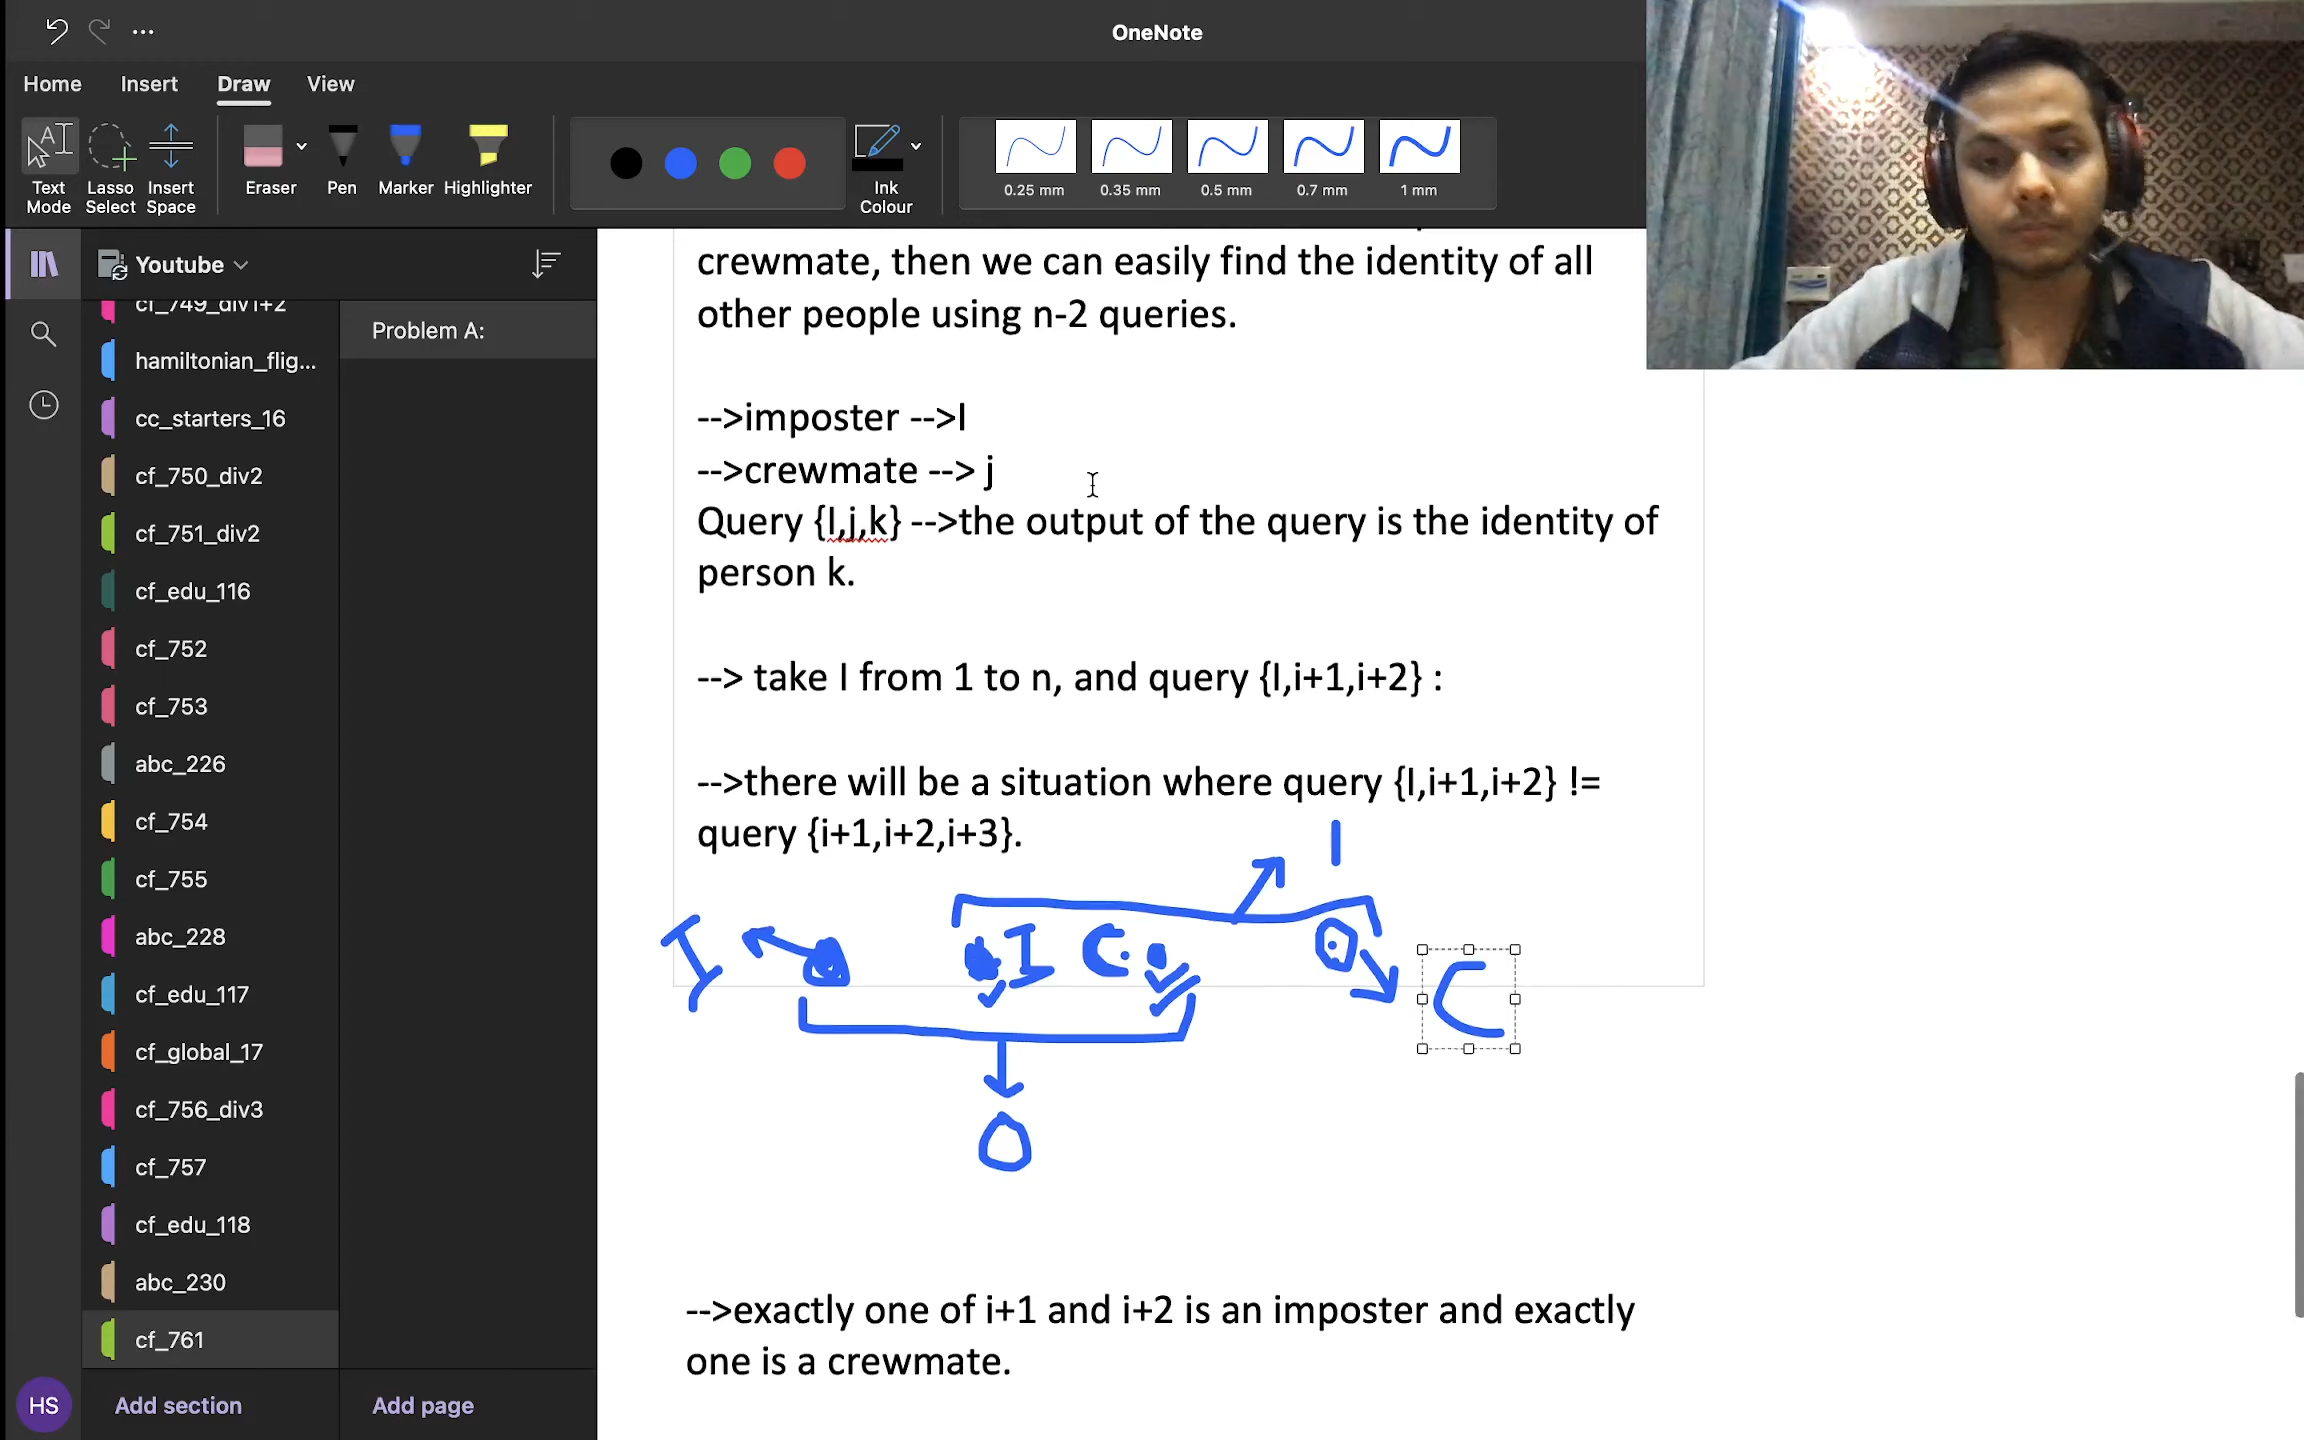 OneNote
Home Insert Draw View
Text Mode
Lasso Select
Insert Space
Eraser
Pen
Marker
Highlighter
Ink Colour
0.25 mm
0.35 mm
0.5 mm
0.7 mm
1 mm
Youtube
cf_749_div1+2
hamiltonian_flig...
cc_starters_16
cf_750_div2
cf_751_div2
cf_edu_116
cf_752
cf_753
abc_226
cf_754
cf_755
abc_228
cf_edu_117
cf_global_17
cf_756_div3
cf_757
cf_edu_118
abc_230
cf_761
HS
Add section
Problem A:
Add page
crewmate, then we can easily find the identity of all
other people using n-2 queries.
-->imposter -->I
-->crewmate --> j
Query {I,j,k} -->the output of the query is the identity of
person k.
--> take I from 1 to n, and query {I,i+1,i+2} :
-->there will be a situation where query {I,i+1,i+2} !=
query {i+1,i+2,i+3}.
1
I I C C
0
-->exactly one of i+1 and i+2 is an imposter and exactly
one is a crewmate.